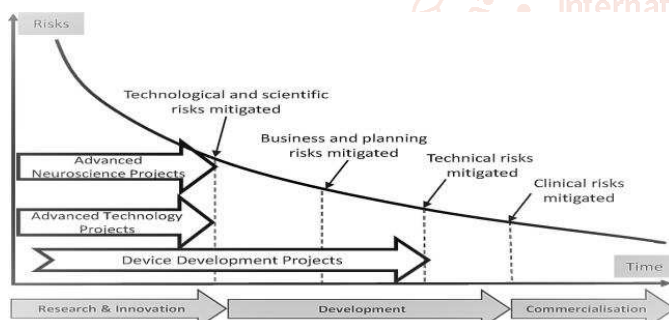 Internat
Risks
Technological and scientific
risks mitigated
Business and planning
risks mitigated
Technical risks
mitigated
Clinical risks
mitigated
Advanced
Neuroscience Projects
Advanced Technology
Projects
Device Development Projects
Time
Research & Innovation
Development
Commercialisation